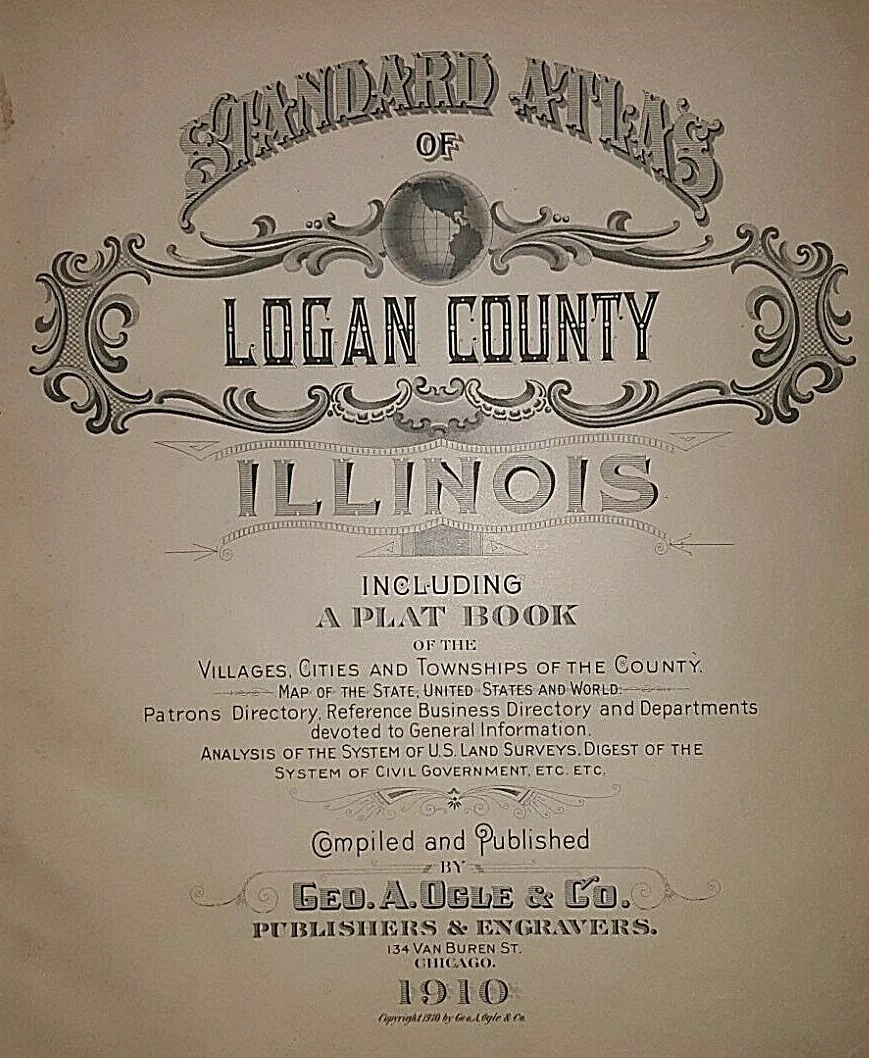 STANDARD ATLAS
OF
LOGAN COUNTY
ILLINOIS
INCLUDING
A PLAT BOOK
OF THE
VILLAGES, CITIES AND TOWNSHIPS OF THE COUNTY.
MAP OF THE STATE, UNITED STATES AND WORLD.
Patrons Directory, Reference Business Directory and Departments
devoted to General Information.
ANALYSIS OF THE SYSTEM OF U.S. LAND SURVEYS. DIGEST OF THE
SYSTEM OF CIVIL GOVERNMENT, ETC. ETC.
Compiled and Published
BY
GEO. A. OGLE & CO.
PUBLISHERS & ENGRAVERS.
134 VAN BUREN ST.
CHICAGO.
1910
Copyright 1910 by Geo. A. Ogle & Co.